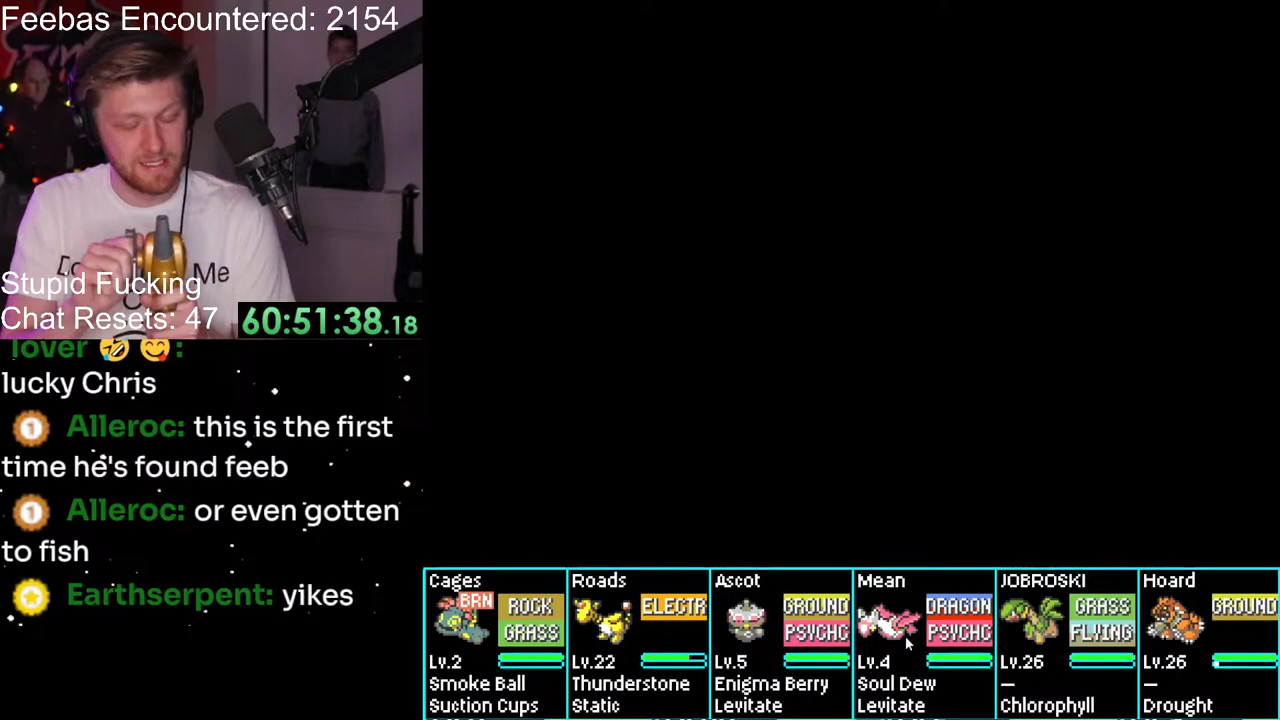 Feebas Encountered: 2154
Stupid Fucking
Chat Resets: 47
60:51:38.18
lover 🤣 😋 :
lucky Chris
Alleroc: this is the first
time he's found feeb
Alleroc: or even gotten
to fish
Earthserpent: yikes
Cages
BRN
ROCK
GRASS
Lv.2
Smoke Ball
Suction Cups
Roads
ELECTR
Lv.22
Thunderstone
Static
Ascot
GROUND
PSYCHC
Lv.5
Enigma Berry
Levitate
Mean
DRAGON
PSYCHC
Lv.4
Soul Dew
Levitate
JOBROSKI
GRASS
FLYING
Lv.26
—
Chlorophyll
Hoard
GROUND
Lv.26
—
Drought